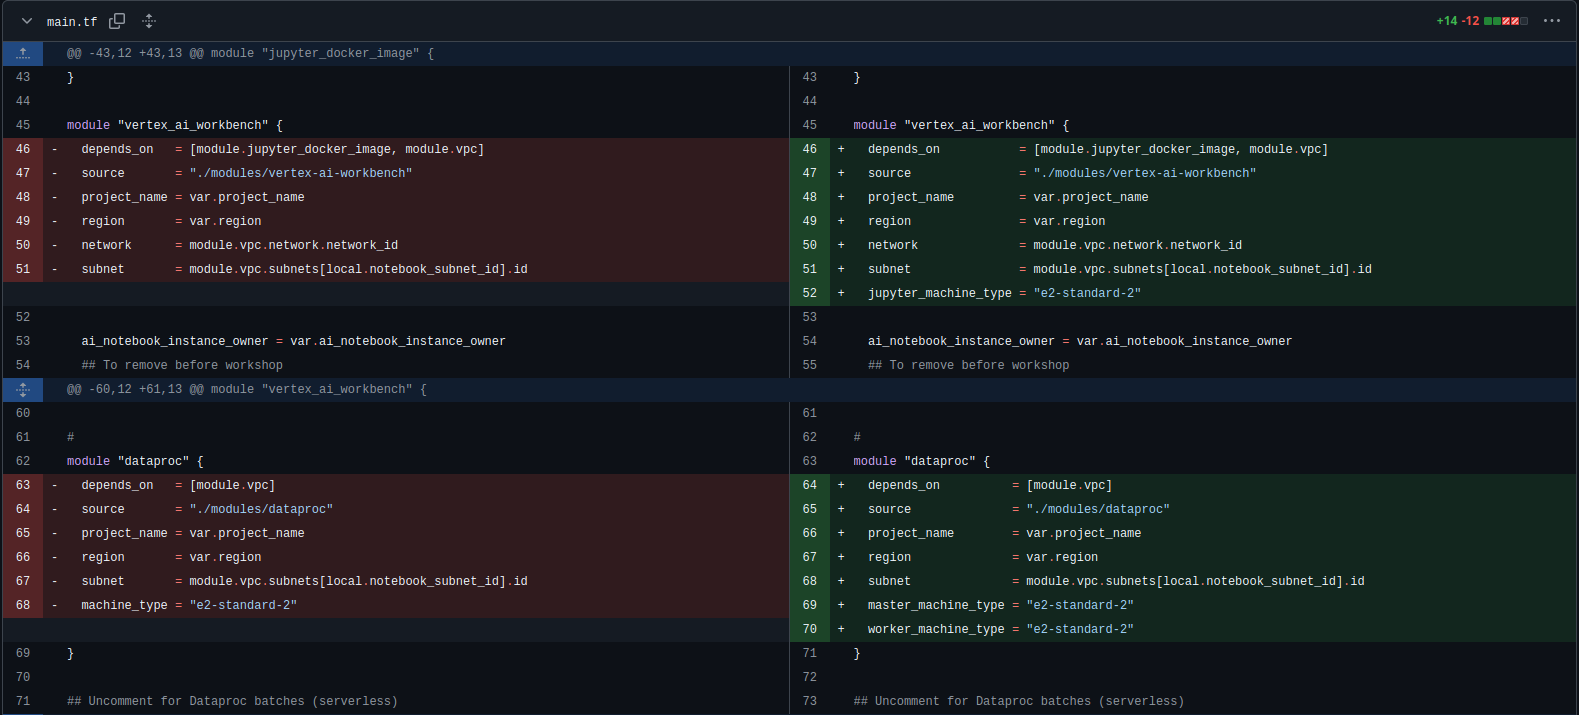 main.tf
+14 -12
@@ -43,12 +43,13 @@ module "jupyter_docker_image" {
43 }
44
45 module "vertex_ai_workbench" {
46 - depends_on = [module.jupyter_docker_image, module.vpc]
47 - source = "./modules/vertex-ai-workbench"
48 - project_name = var.project_name
49 - region = var.region
50 - network = module.vpc.network.network_id
51 - subnet = module.vpc.subnets[local.notebook_subnet_id].id
52
53 ai_notebook_instance_owner = var.ai_notebook_instance_owner
54 ## To remove before workshop
43 }
44
45 module "vertex_ai_workbench" {
46 + depends_on = [module.jupyter_docker_image, module.vpc]
47 + source = "./modules/vertex-ai-workbench"
48 + project_name = var.project_name
49 + region = var.region
50 + network = module.vpc.network.network_id
51 + subnet = module.vpc.subnets[local.notebook_subnet_id].id
52 + jupyter_machine_type = "e2-standard-2"
53
54 ai_notebook_instance_owner = var.ai_notebook_instance_owner
55 ## To remove before workshop
@@ -60,12 +61,13 @@ module "vertex_ai_workbench" {
60
61 #
62 module "dataproc" {
63 - depends_on = [module.vpc]
64 - source = "./modules/dataproc"
65 - project_name = var.project_name
66 - region = var.region
67 - subnet = module.vpc.subnets[local.notebook_subnet_id].id
68 - machine_type = "e2-standard-2"
69 }
70
71 ## Uncomment for Dataproc batches (serverless)
61
62 #
63 module "dataproc" {
64 + depends_on = [module.vpc]
65 + source = "./modules/dataproc"
66 + project_name = var.project_name
67 + region = var.region
68 + subnet = module.vpc.subnets[local.notebook_subnet_id].id
69 + master_machine_type = "e2-standard-2"
70 + worker_machine_type = "e2-standard-2"
71 }
72
73 ## Uncomment for Dataproc batches (serverless)